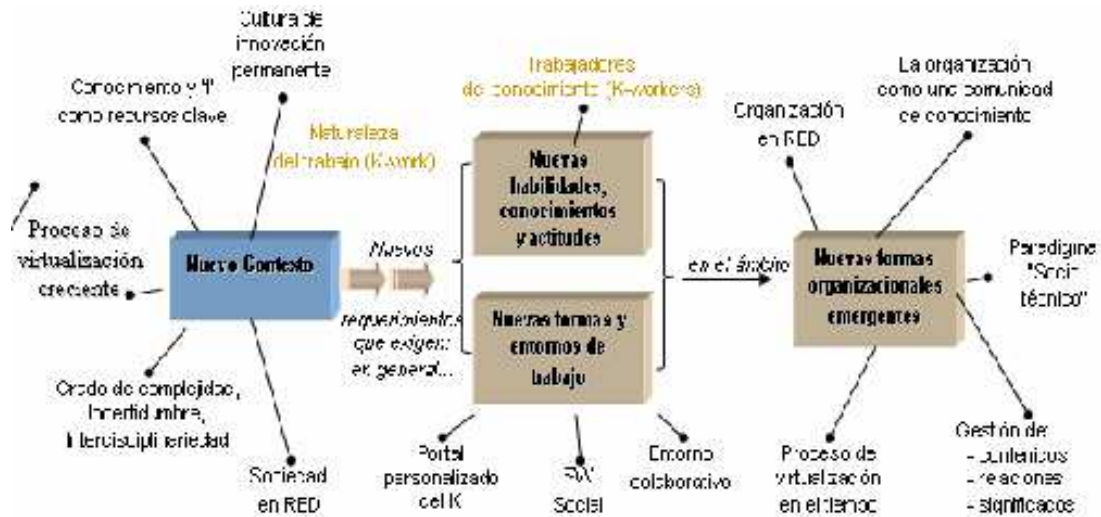 Cultura de
innovación
permanente
Conocimiento y
como recursos clave
Naturaleza
del trabajo (K-work)
Proceso de
virtualización
creciente
Nuevo Contexto
Grado de complejidad,
Incertidumbre,
Interdisciplinariedad
Sociedad
en RED
Nuevos
requerimientos
que exigen
en general...
Trabajadores
de conocimiento (K-workers)
Nuevas
habilidades,
conocimientos
y actitudes
Nuevas formas y
entornos de
trabajo
Portal
personalizado
del K
Social
Entorno
colaborativo
en el ámbito
Organización
en RED
La organización
como una comunidad
de conocimiento
Nuevas formas
organizacionales
emergentes
Paradigma
"Socio
técnico"
Proceso de
virtualización
en el tiempo
Gestión de:
- contenidos
- relaciones
- significados